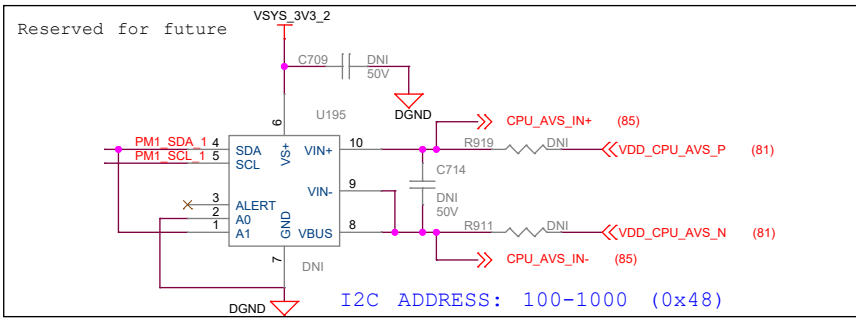 VSYS_3V3_2
Reserved for future
C709
DNI
50V
DGND
6
U195
CPU_AVS_IN+ (85)
PM1_SDA_1 4 SDA VS+ VIN+ 10 R919 DNI VDD_CPU_AVS_P (81)
PM1_SCL_1 5 SCL
C714
9 VIN-
DNI
50V
3 ALERT
2 A0
1 A1 GND VBUS 8 R911 DNI VDD_CPU_AVS_N (81)
7
DNI
CPU_AVS_IN- (85)
DGND
I2C ADDRESS: 100-1000 (0x48)